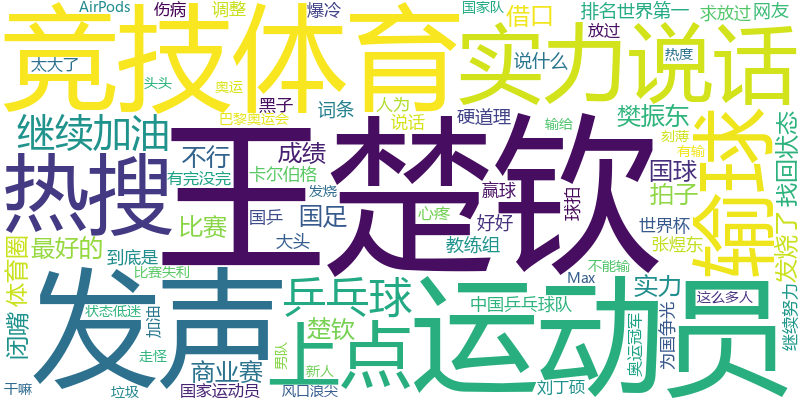 AirPods
伤病
调整
爆冷
国家队
借口
排名世界第一
求放过
网友
竞技体育
实力说话
放过
太大了
头头
奥运
黑子
词条
人为
说什么
热度
巴黎奥运会
说话
硬道理
输给
樊振东
刻薄
继续加油
王楚钦
不行
成绩
有输
输球
找回状态
热搜
有完没完
卡尔伯格
赢球
球拍
国球
拍子
发烧
比赛
国乒
国足
心疼
好好
世界杯
体育圈
最好的
到底是
大头
教练组
张煜东
发烧了
比赛失利
不能输
闭嘴
发声
乒乓球
Max
实力
这么多人
状态低迷
加油
楚钦
上点
中国乒乓球队
运动员
为国争光
奥运冠军
继续努力
走怪
男队
商业赛
新人
干嘛
垃圾
国家运动员
风口浪尖
刘丁硕